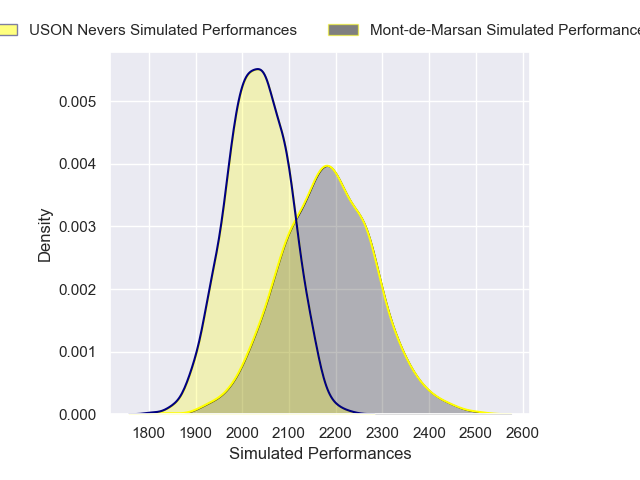 USON Nevers Simulated Performances
Mont-de-Marsan Simulated Performance
0.005
0.004
0.003
0.002
0.001
0.000
Density
1800 1900 2000 2100 2200 2300 2400 2500 2600
Simulated Performances